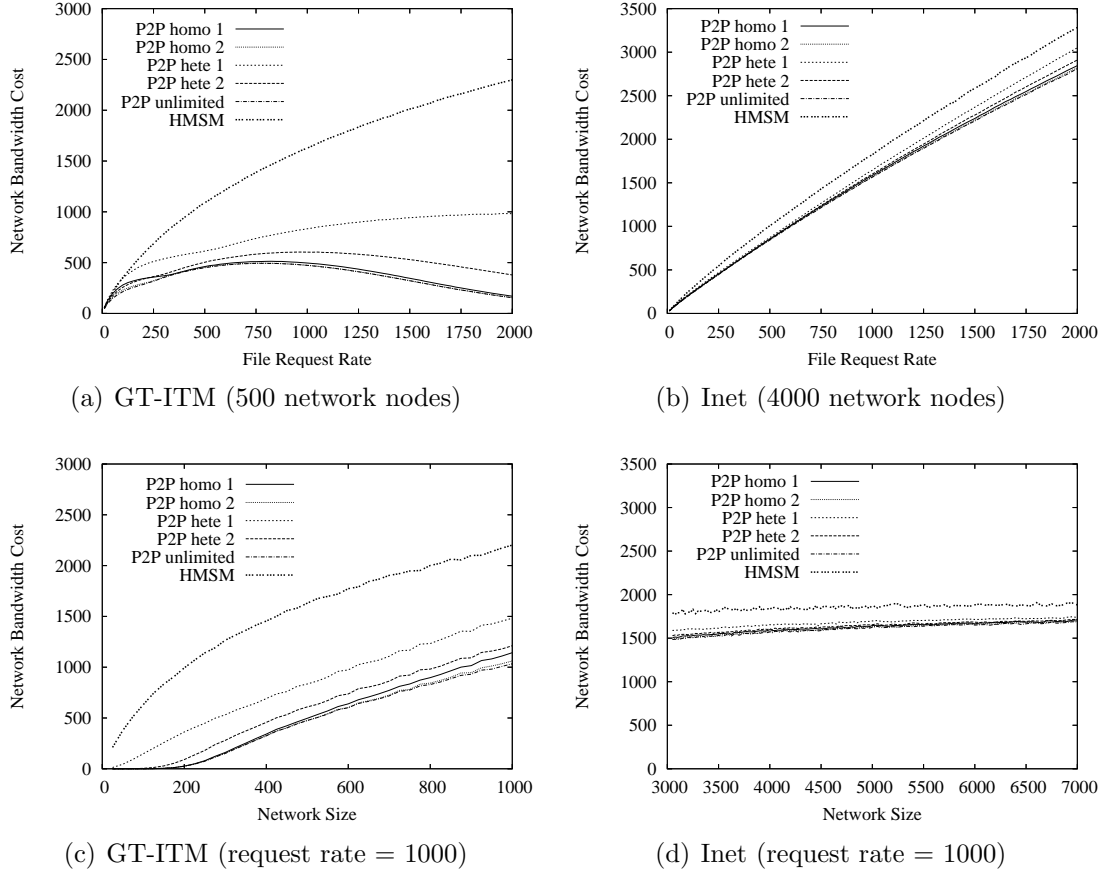 Network Bandwidth Cost
3000
2500
2000
1500
1000
500
0
P2P homo 1
P2P homo 2
P2P hete 1
P2P hete 2
P2P unlimited
HMSM
0 250 500 750 1000 1250 1500 1750 2000
File Request Rate
(a) GT-ITM (500 network nodes)
Network Bandwidth Cost
3500
3000
2500
2000
1500
1000
500
0
P2P homo 1
P2P homo 2
P2P hete 1
P2P hete 2
P2P unlimited
HMSM
0 250 500 750 1000 1250 1500 1750 2000
File Request Rate
(b) Inet (4000 network nodes)
Network Bandwidth Cost
3000
2500
2000
1500
1000
500
0
P2P homo 1
P2P homo 2
P2P hete 1
P2P hete 2
P2P unlimited
HMSM
0 200 400 600 800 1000
Network Size
(c) GT-ITM (request rate = 1000)
Network Bandwidth Cost
3500
3000
2500
2000
1500
1000
500
0
P2P homo 1
P2P homo 2
P2P hete 1
P2P hete 2
P2P unlimited
HMSM
3000 3500 4000 4500 5000 5500 6000 6500 7000
Network Size
(d) Inet (request rate = 1000)